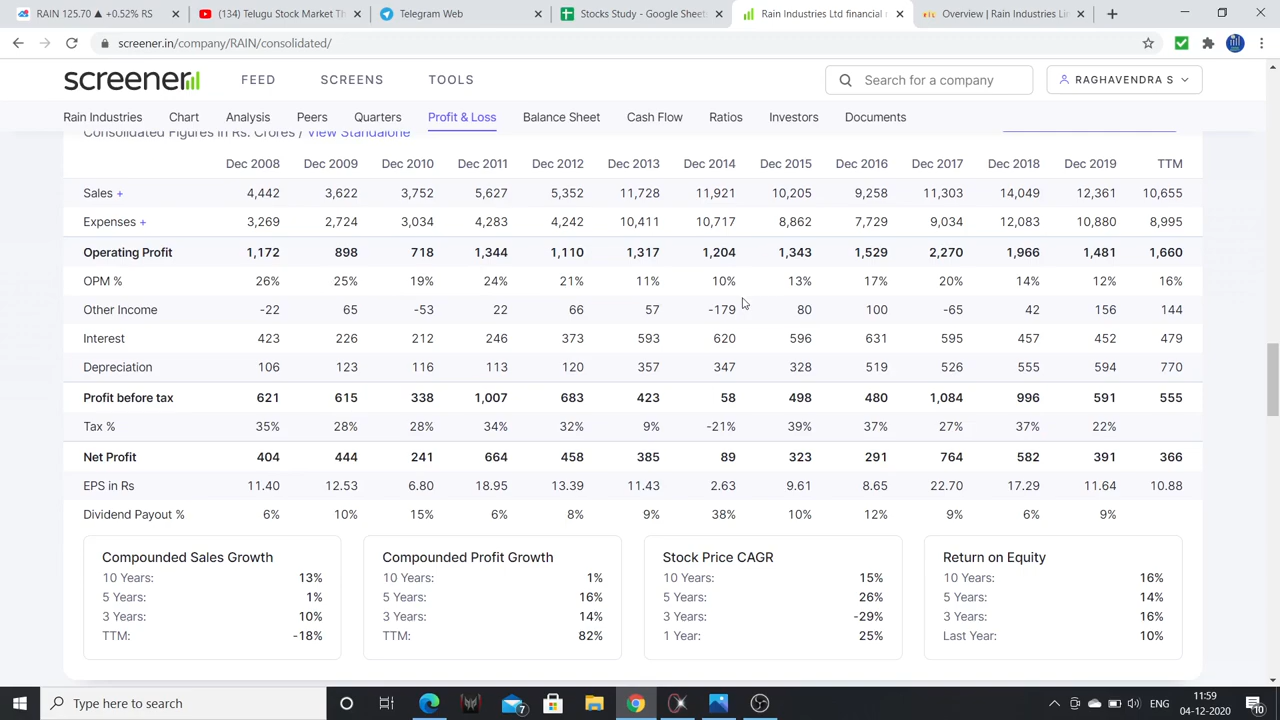 RAIN 125.70 ▲ +0.52% RS
(134) Telugu Stock Market Ti
Telegram Web
Stocks Study - Google Sheets
Rain Industries Ltd financial r
Overview | Rain Industries Lim
screener.in/company/RAIN/consolidated/
screener
FEED SCREENS TOOLS
Search for a company
RAGHAVENDRA S
Rain Industries Chart Analysis Peers Quarters Profit & Loss Balance Sheet Cash Flow Ratios Investors Documents
Consolidated Figures in Rs. Crores / View Standalone
Dec 2008 Dec 2009 Dec 2010 Dec 2011 Dec 2012 Dec 2013 Dec 2014 Dec 2015 Dec 2016 Dec 2017 Dec 2018 Dec 2019 TTM
Sales + 4,442 3,622 3,752 5,627 5,352 11,728 11,921 10,205 9,258 11,303 14,049 12,361 10,655
Expenses + 3,269 2,724 3,034 4,283 4,242 10,411 10,717 8,862 7,729 9,034 12,083 10,880 8,995
Operating Profit 1,172 898 718 1,344 1,110 1,317 1,204 1,343 1,529 2,270 1,966 1,481 1,660
OPM % 26% 25% 19% 24% 21% 11% 10% 13% 17% 20% 14% 12% 16%
Other Income -22 65 -53 22 66 57 -179 80 100 -65 42 156 144
Interest 423 226 212 246 373 593 620 596 631 595 457 452 479
Depreciation 106 123 116 113 120 357 347 328 519 526 555 594 770
Profit before tax 621 615 338 1,007 683 423 58 498 480 1,084 996 591 555
Tax % 35% 28% 28% 34% 32% 9% -21% 39% 37% 27% 37% 22%
Net Profit 404 444 241 664 458 385 89 323 291 764 582 391 366
EPS in Rs 11.40 12.53 6.80 18.95 13.39 11.43 2.63 9.61 8.65 22.70 17.29 11.64 10.88
Dividend Payout % 6% 10% 15% 6% 8% 9% 38% 10% 12% 9% 6% 9%
Compounded Sales Growth
10 Years: 13%
5 Years: 1%
3 Years: 10%
TTM: -18%
Compounded Profit Growth
10 Years: 1%
5 Years: 16%
3 Years: 14%
TTM: 82%
Stock Price CAGR
10 Years: 15%
5 Years: 26%
3 Years: -29%
1 Year: 25%
Return on Equity
10 Years: 16%
5 Years: 14%
3 Years: 16%
Last Year: 10%
Type here to search
7
ENG
11:59
04-12-2020
10